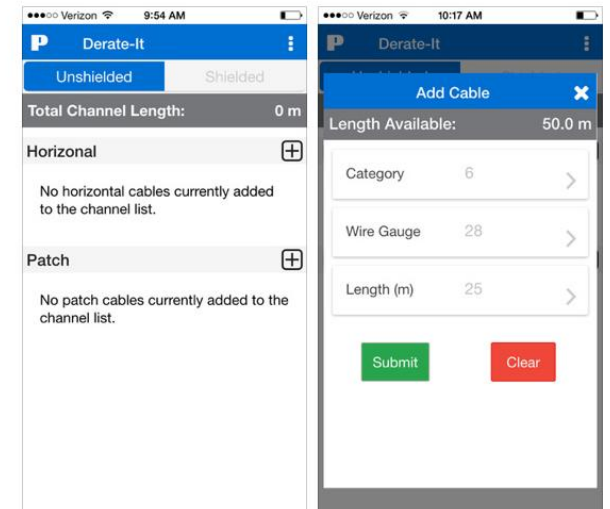 Verizon 9:54 AM
P Derate-It
Unshielded Shielded
Total Channel Length: 0 m
Horizonal
No horizontal cables currently added
to the channel list.
Patch
No patch cables currently added to the
channel list.
Verizon 10:17 AM
P Derate-It
Add Cable
Length Available: 50.0 m
Category 6
Wire Gauge 28
Length (m) 25
Submit Clear